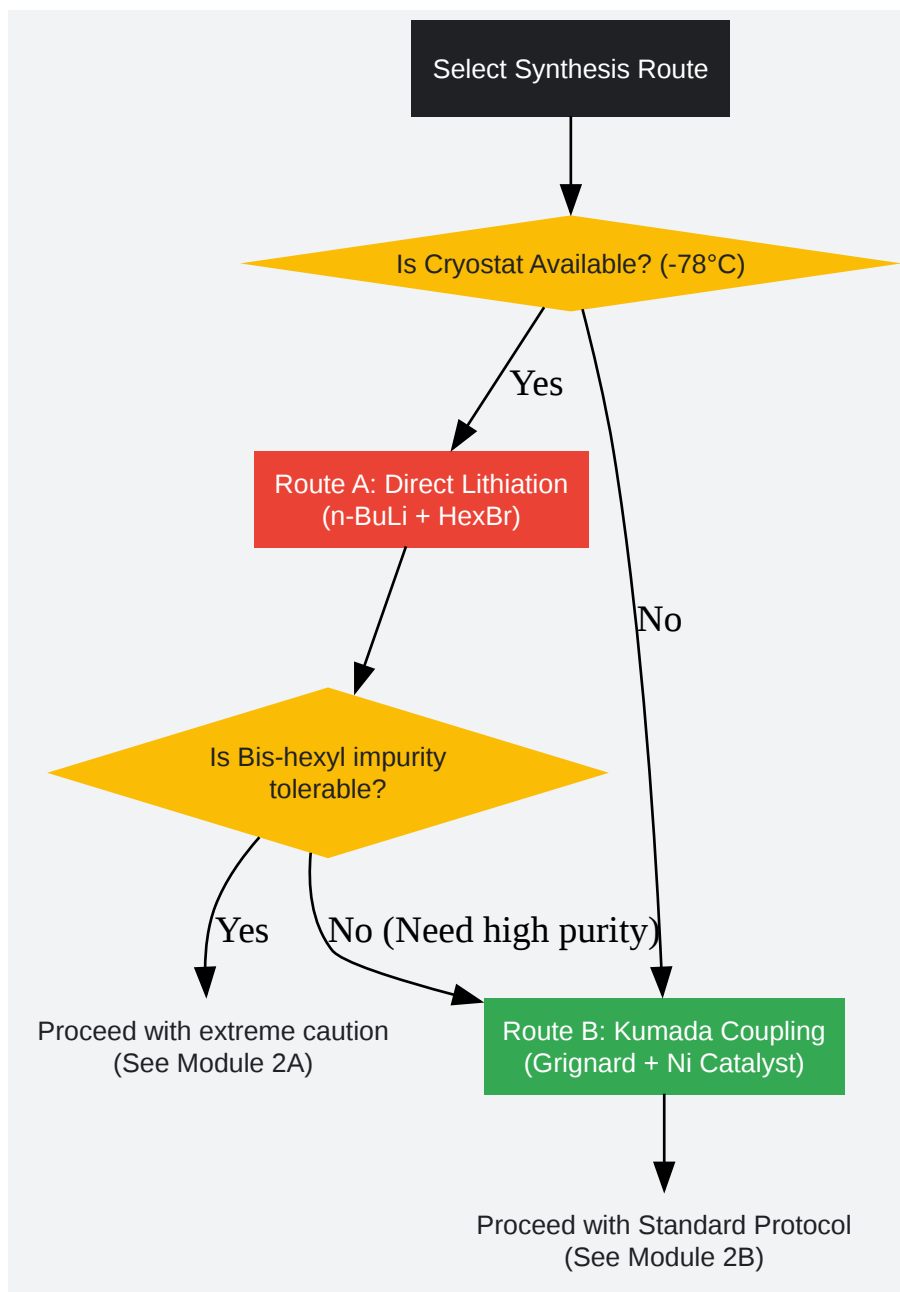 Select Synthesis Route
Is Cryostat Available? (-78°C)
Yes
Route A: Direct Lithiation
(n-BuLi + HexBr)
No
Is Bis-hexyl impurity
tolerable?
Yes
No (Need high purity)
Proceed with extreme caution
(See Module 2A)
Route B: Kumada Coupling
(Grignard + Ni Catalyst)
Proceed with Standard Protocol
(See Module 2B)